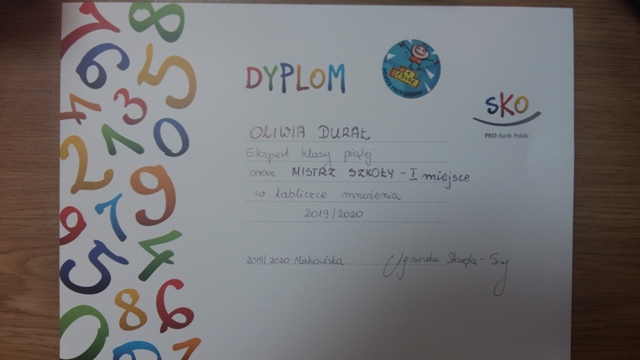 DYPLOM
SKO
PKO Bank Polski
OLIWIA DURAŁ
Ekspert klasy piątej
oraz MISTRZ SZKOŁY - I miejsce
w tabliczce mnożenia
2019/2020
2019/2020 Makowiska